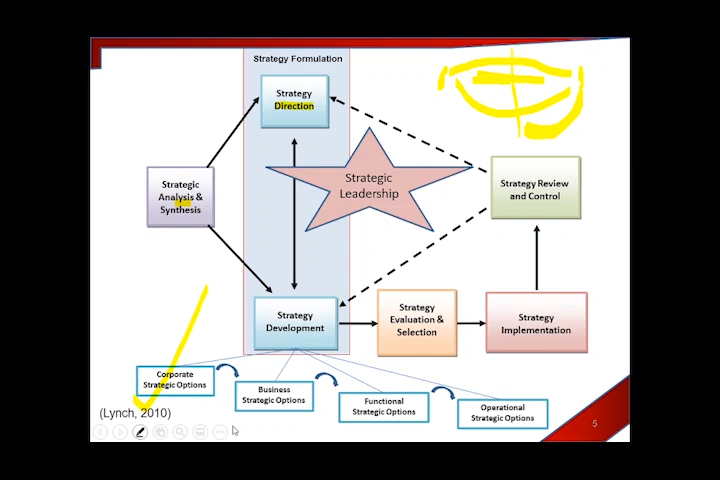 Strategy Formulation
Strategy
Direction
Strategic
Analysis &
Synthesis
Strategic
Leadership
Strategy Review
and Control
Strategy
Development
Strategy
Evaluation &
Selection
Strategy
Implementation
Corporate
Strategic Options
Business
Strategic Options
Functional
Strategic Options
Operational
Strategic Options
(Lynch, 2010)
5